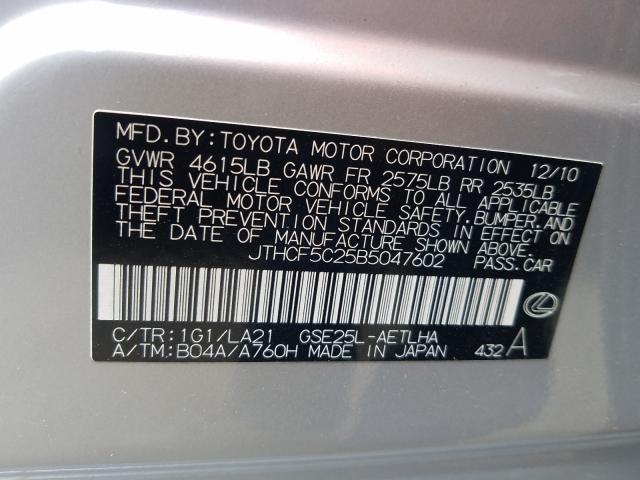 MFD. BY: TOYOTA MOTOR CORPORATION 12/10
GVWR 4615LB GAWR FR 2575LB RR 2535LB
THIS VEHICLE CONFORMS TO ALL APPLICABLE
FEDERAL MOTOR VEHICLE SAFETY, BUMPER, AND
THEFT PREVENTION STANDARDS IN EFFECT ON
THE DATE OF MANUFACTURE SHOWN ABOVE.
JTHCF5C25B5047602 PASS. CAR
C/TR: 1G1/LA21 GSE25L-AETLHA
A/TM: B04A/A760H MADE IN JAPAN 432 A